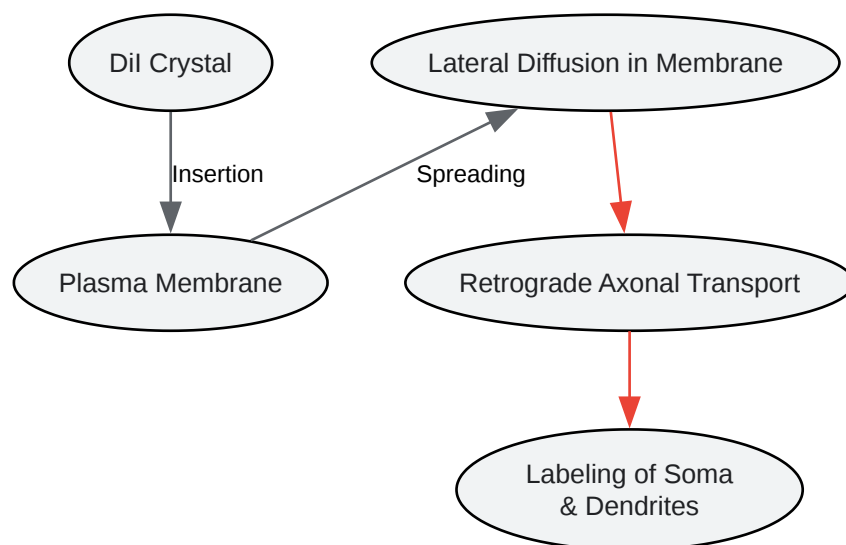 DiI Crystal
Lateral Diffusion in Membrane
Insertion
Spreading
Plasma Membrane
Retrograde Axonal Transport
Labeling of Soma
& Dendrites